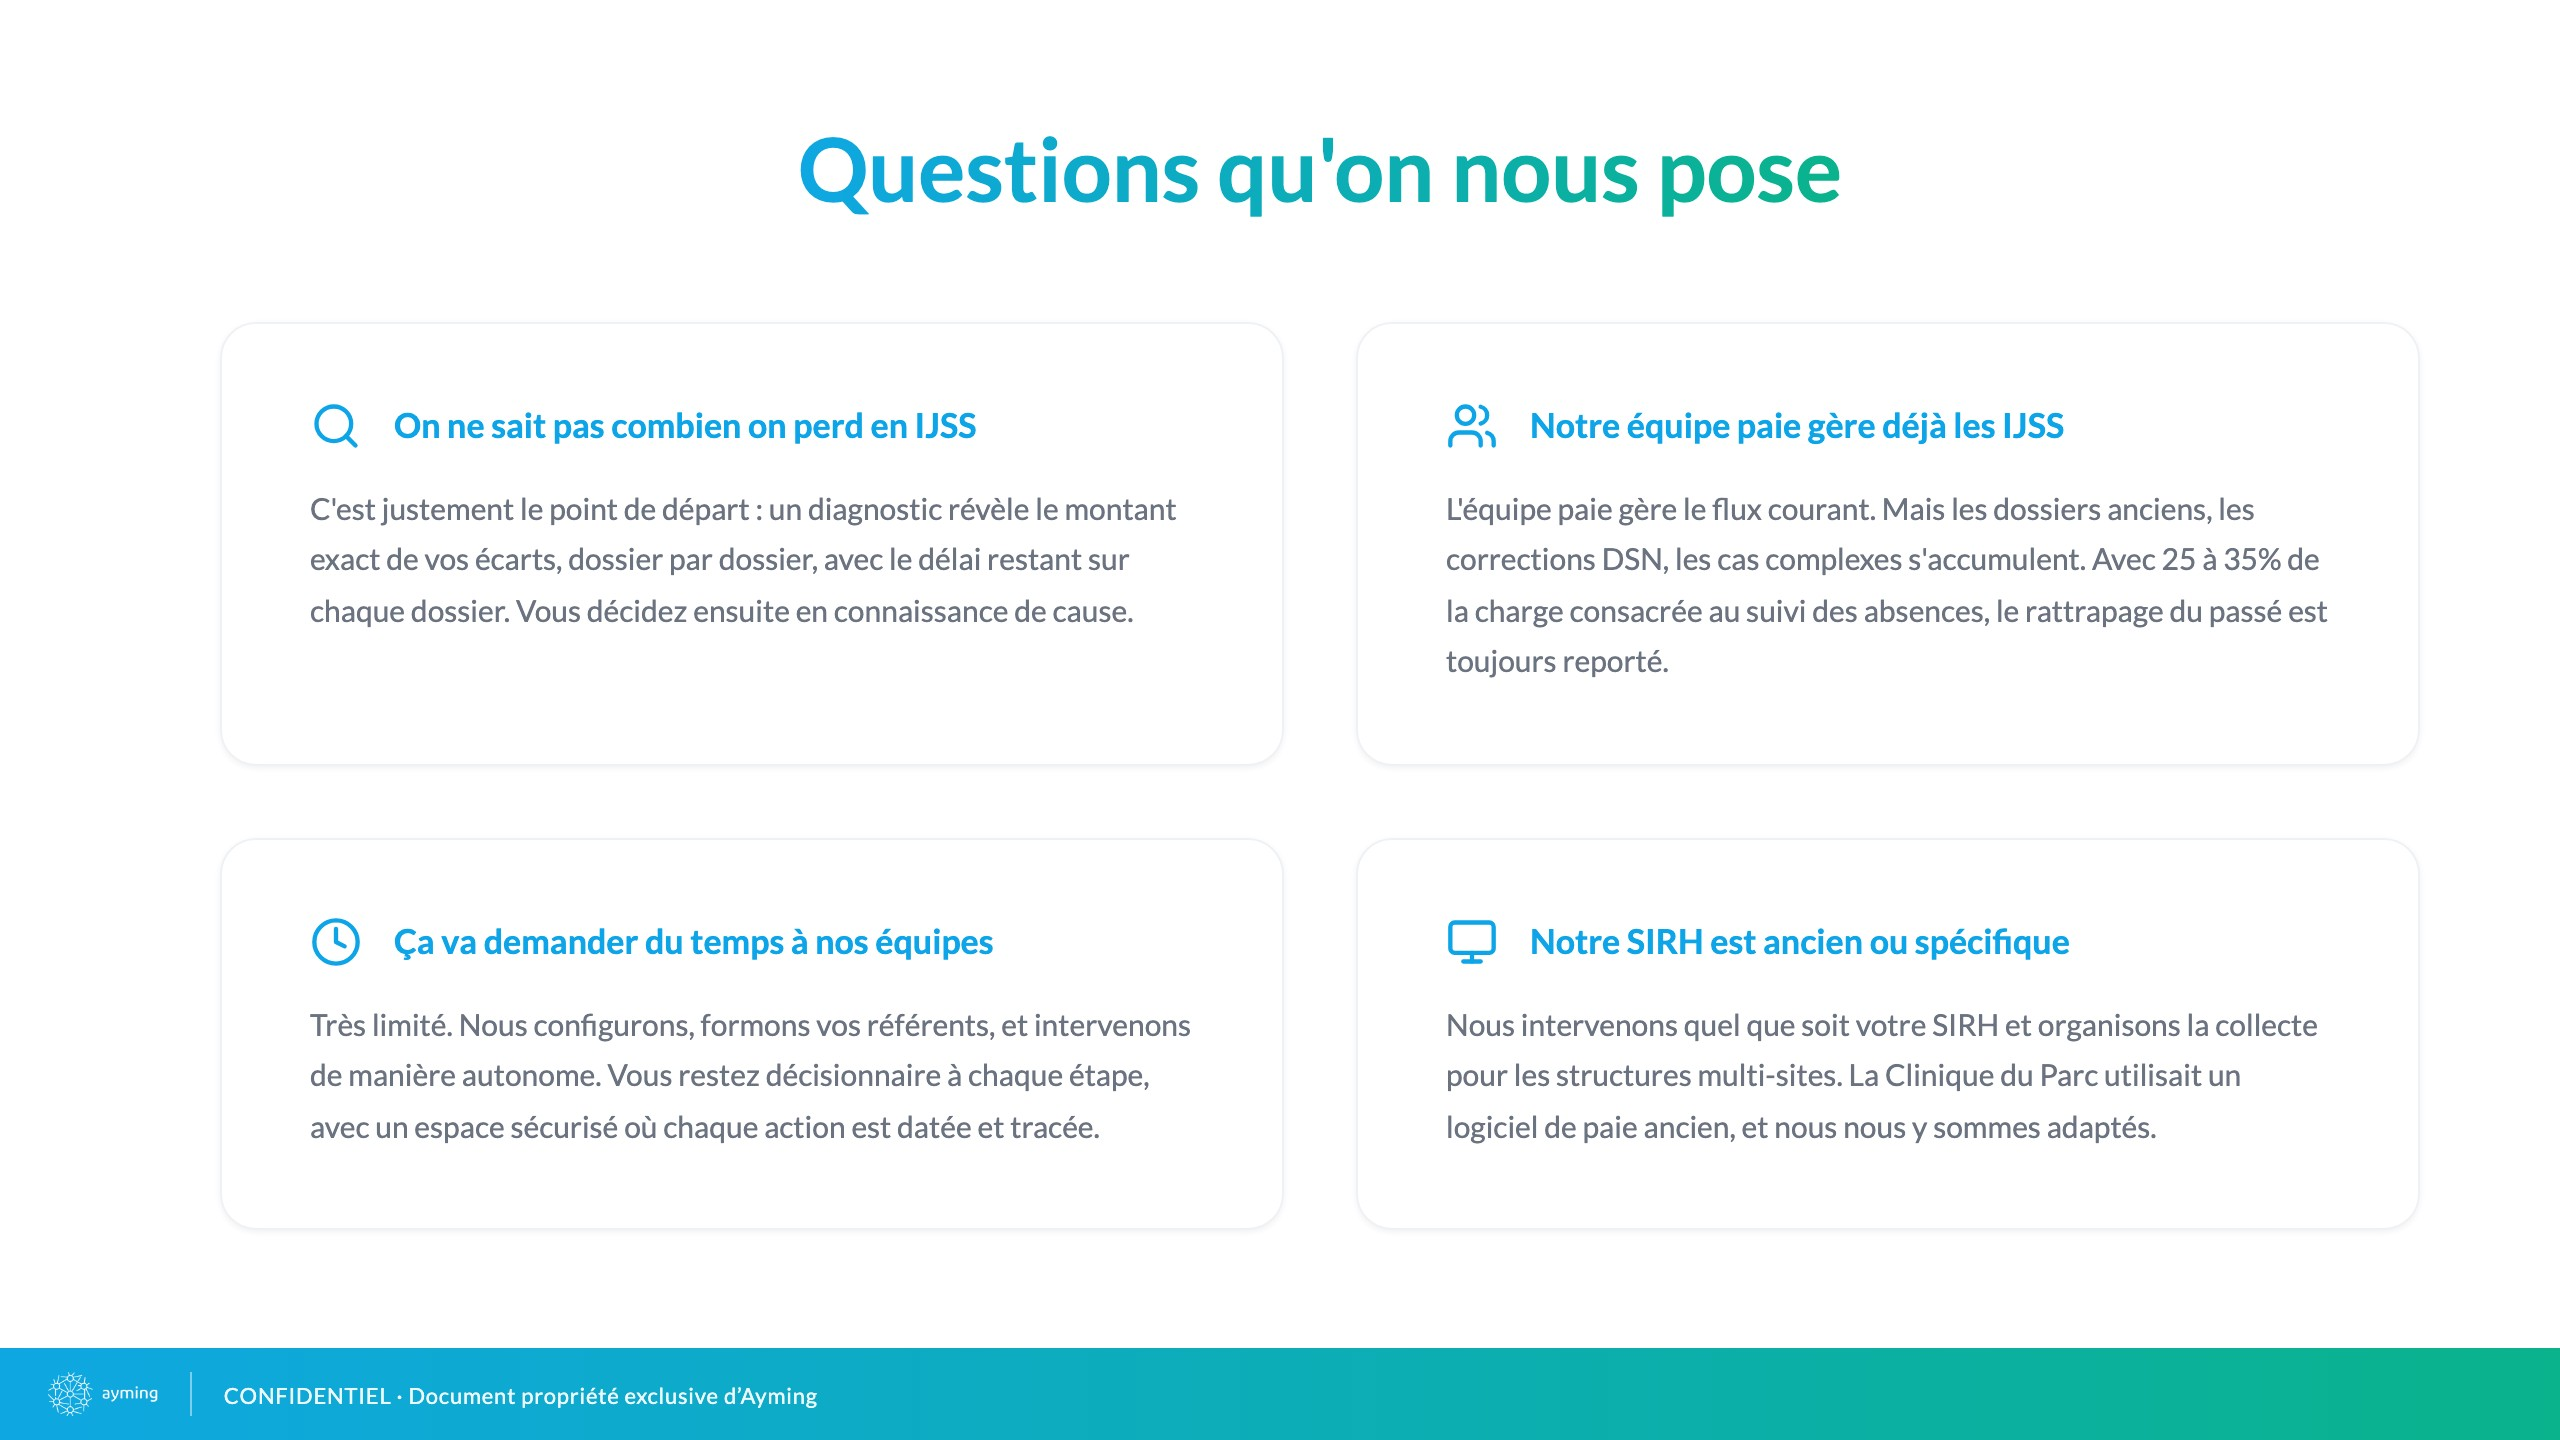 Questions qu'on nous pose
On ne sait pas combien on perd en IJSS
C'est justement le point de départ : un diagnostic révèle le montant
exact de vos écarts, dossier par dossier, avec le délai restant sur
chaque dossier. Vous décidez ensuite en connaissance de cause.
Notre équipe paie gère déjà les IJSS
L'équipe paie gère le flux courant. Mais les dossiers anciens, les
corrections DSN, les cas complexes s'accumulent. Avec 25 à 35% de
la charge consacrée au suivi des absences, le rattrapage du passé est
toujours reporté.
Ça va demander du temps à nos équipes
Très limité. Nous configurons, formons vos référents, et intervenons
de manière autonome. Vous restez décisionnaire à chaque étape,
avec un espace sécurisé où chaque action est datée et tracée.
Notre SIRH est ancien ou spécifique
Nous intervenons quel que soit votre SIRH et organisons la collecte
pour les structures multi-sites. La Clinique du Parc utilisait un
logiciel de paie ancien, et nous nous y sommes adaptés.
ayming
CONFIDENTIEL · Document propriété exclusive d’Ayming